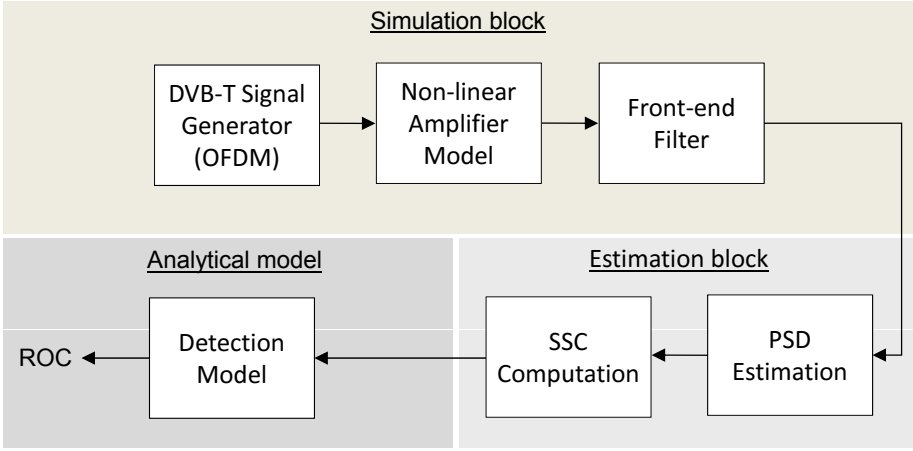 Simulation block
DVB-T Signal
Generator
(OFDM)
Non-linear
Amplifier
Model
Front-end
Filter
Analytical model
Estimation block
ROC
Detection
Model
SSC
Computation
PSD
Estimation